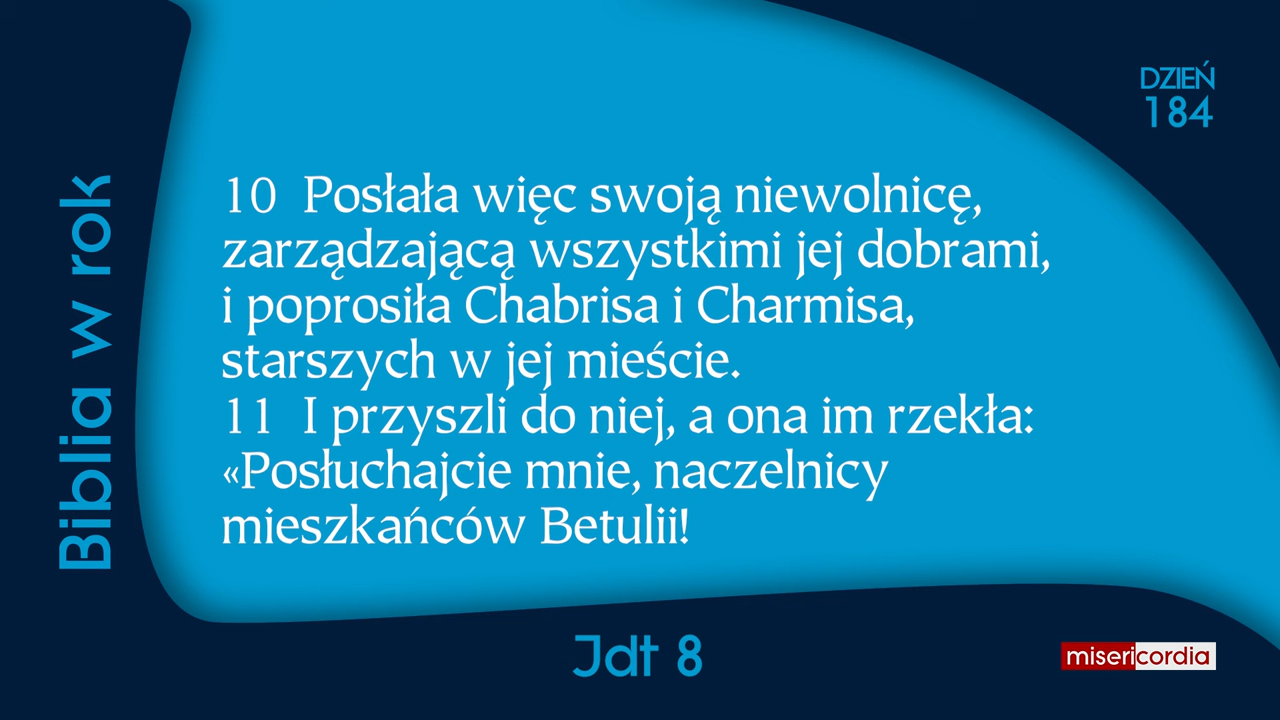 DZIEŃ
184
Biblia w rok
10 Posłała więc swoją niewolnicę,
zarządzającą wszystkimi jej dobrami,
i poprosiła Chabrisa i Charmisa,
starszych w jej mieście.
11 I przyszli do niej, a ona im rzekła:
«Posłuchajcie mnie, naczelnicy
mieszkańców Betulii!
Jdt 8
misericordia